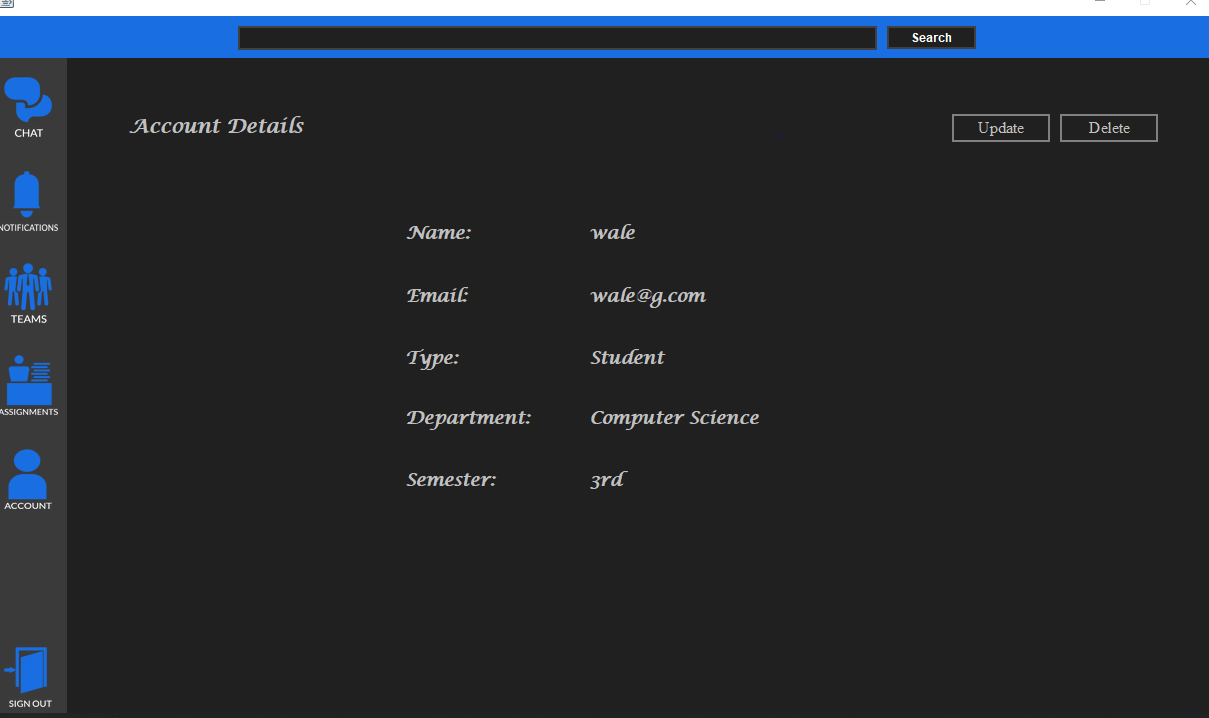 Search
CHAT
NOTIFICATIONS
TEAMS
ASSIGNMENTS
ACCOUNT
SIGN OUT
Account Details
Update
Delete
Name: wale
Email: wale@g.com
Type: Student
Department: Computer Science
Semester: 3rd